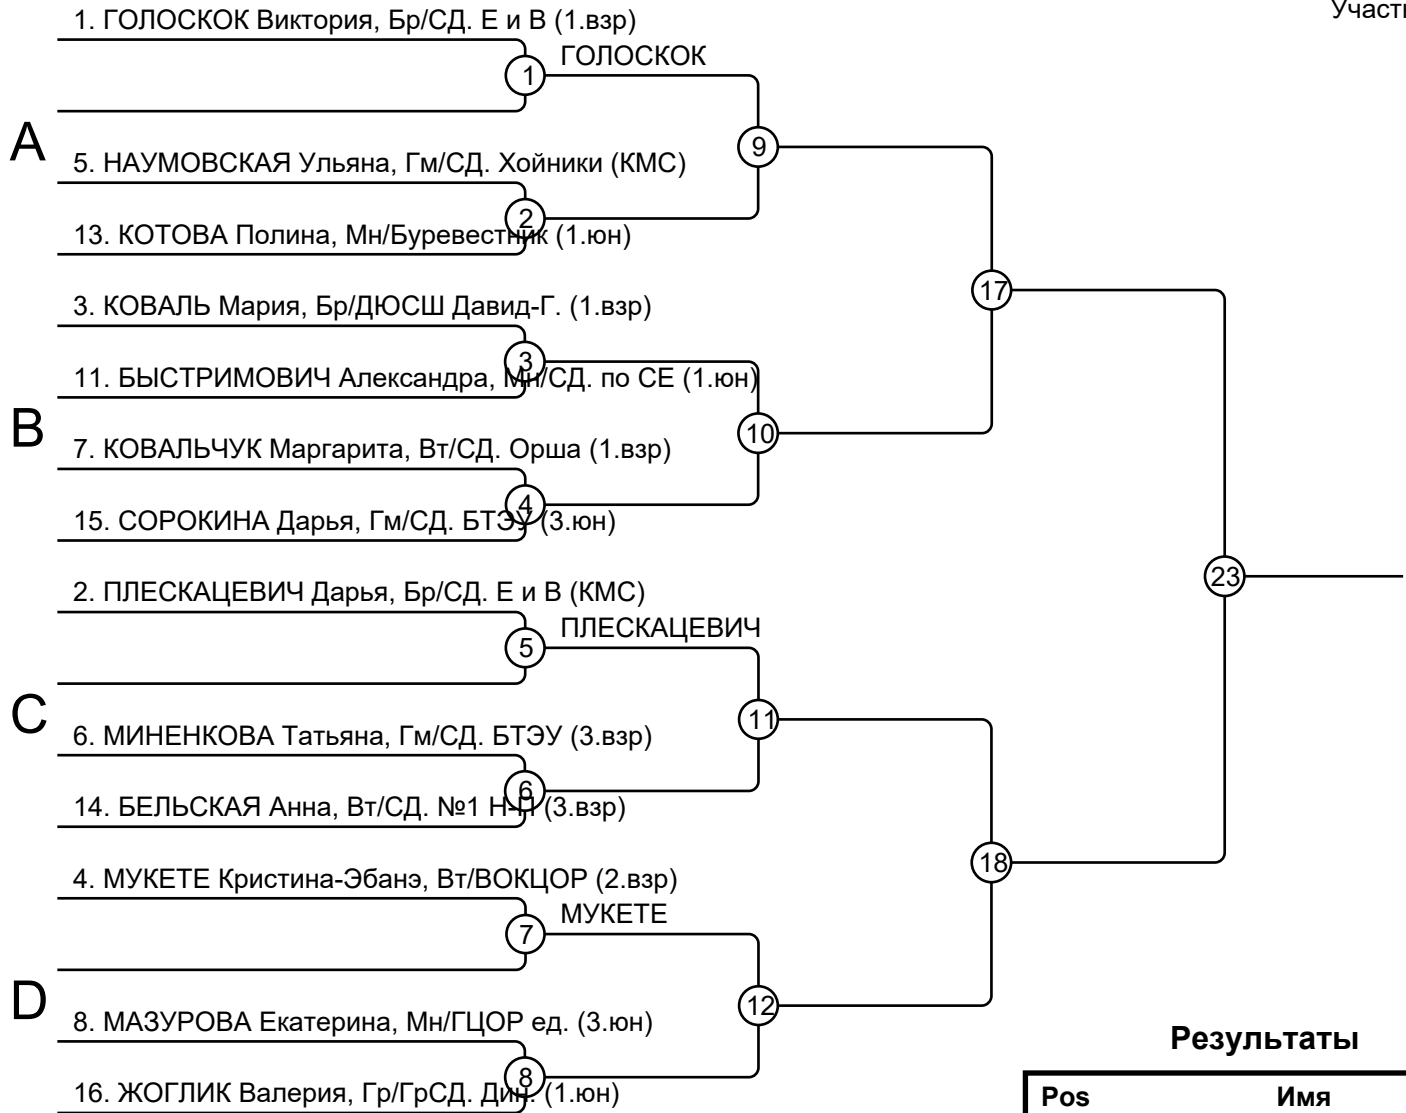 1. ГОЛОСКОК Виктория, Бр/СД. Е и В (1.взр)
Участ
ГОЛОСКОК
1
A
9
5. НАУМОВСКАЯ Ульяна, Гм/СД. Хойники (КМС)
2
13. КОТОВА Полина, Мн/Буревестник (1.юн)
17
3. КОВАЛЬ Мария, Бр/ДЮСШ Давид-Г. (1.взр)
3
11. БЫСТРИМОВИЧ Александра, Мн/СД. по СЕ (1.юн)
B
10
7. КОВАЛЬЧУК Маргарита, Вт/СД. Орша (1.взр)
4
15. СОРОКИНА Дарья, Гм/СД. БТЭУ (3.юн)
23
2. ПЛЕСКАЦЕВИЧ Дарья, Бр/СД. Е и В (КМС)
ПЛЕСКАЦЕВИЧ
5
C
11
6. МИНЕНКОВА Татьяна, Гм/СД. БТЭУ (3.взр)
6
14. БЕЛЬСКАЯ Анна, Вт/СД. №1 Н-П (3.взр)
18
4. МУКЕТЕ Кристина-Эбанэ, Вт/ВОКЦОР (2.взр)
МУКЕТЕ
7
D
12
8. МАЗУРОВА Екатерина, Мн/ГЦОР ед. (3.юн)
Результаты
8
16. ЖОГЛИК Валерия, Гр/ГрСД. Дин. (1.юн)
Pos Имя